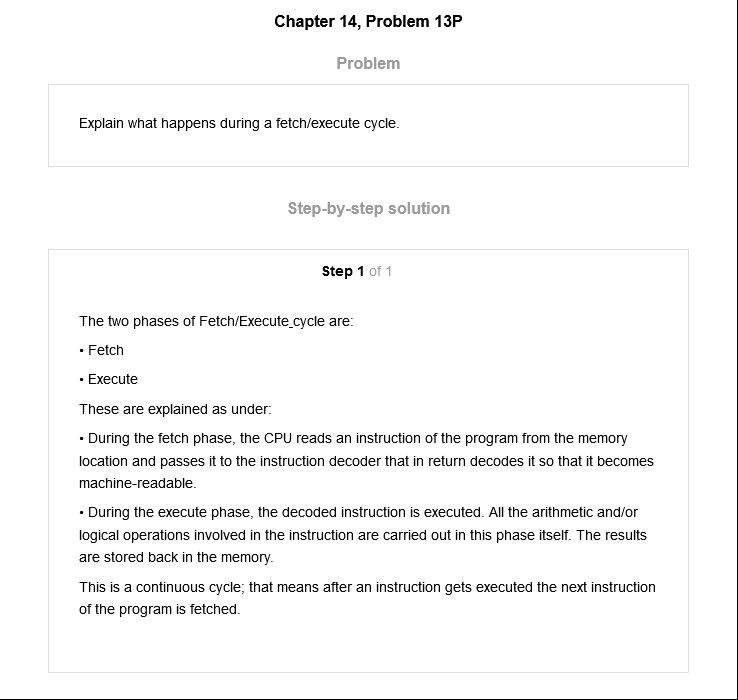 Chapter 14, Problem 13P
Problem
Explain what happens during a fetch/execute cycle.
Step-by-step solution
Step 1 of 1
The two phases of Fetch/Execute cycle are:
• Fetch
• Execute
These are explained as under:
• During the fetch phase, the CPU reads an instruction of the program from the memory
location and passes it to the instruction decoder that in return decodes it so that it becomes
machine-readable.
• During the execute phase, the decoded instruction is executed. All the arithmetic and/or
logical operations involved in the instruction are carried out in this phase itself. The results
are stored back in the memory.
This is a continuous cycle; that means after an instruction gets executed the next instruction
of the program is fetched.